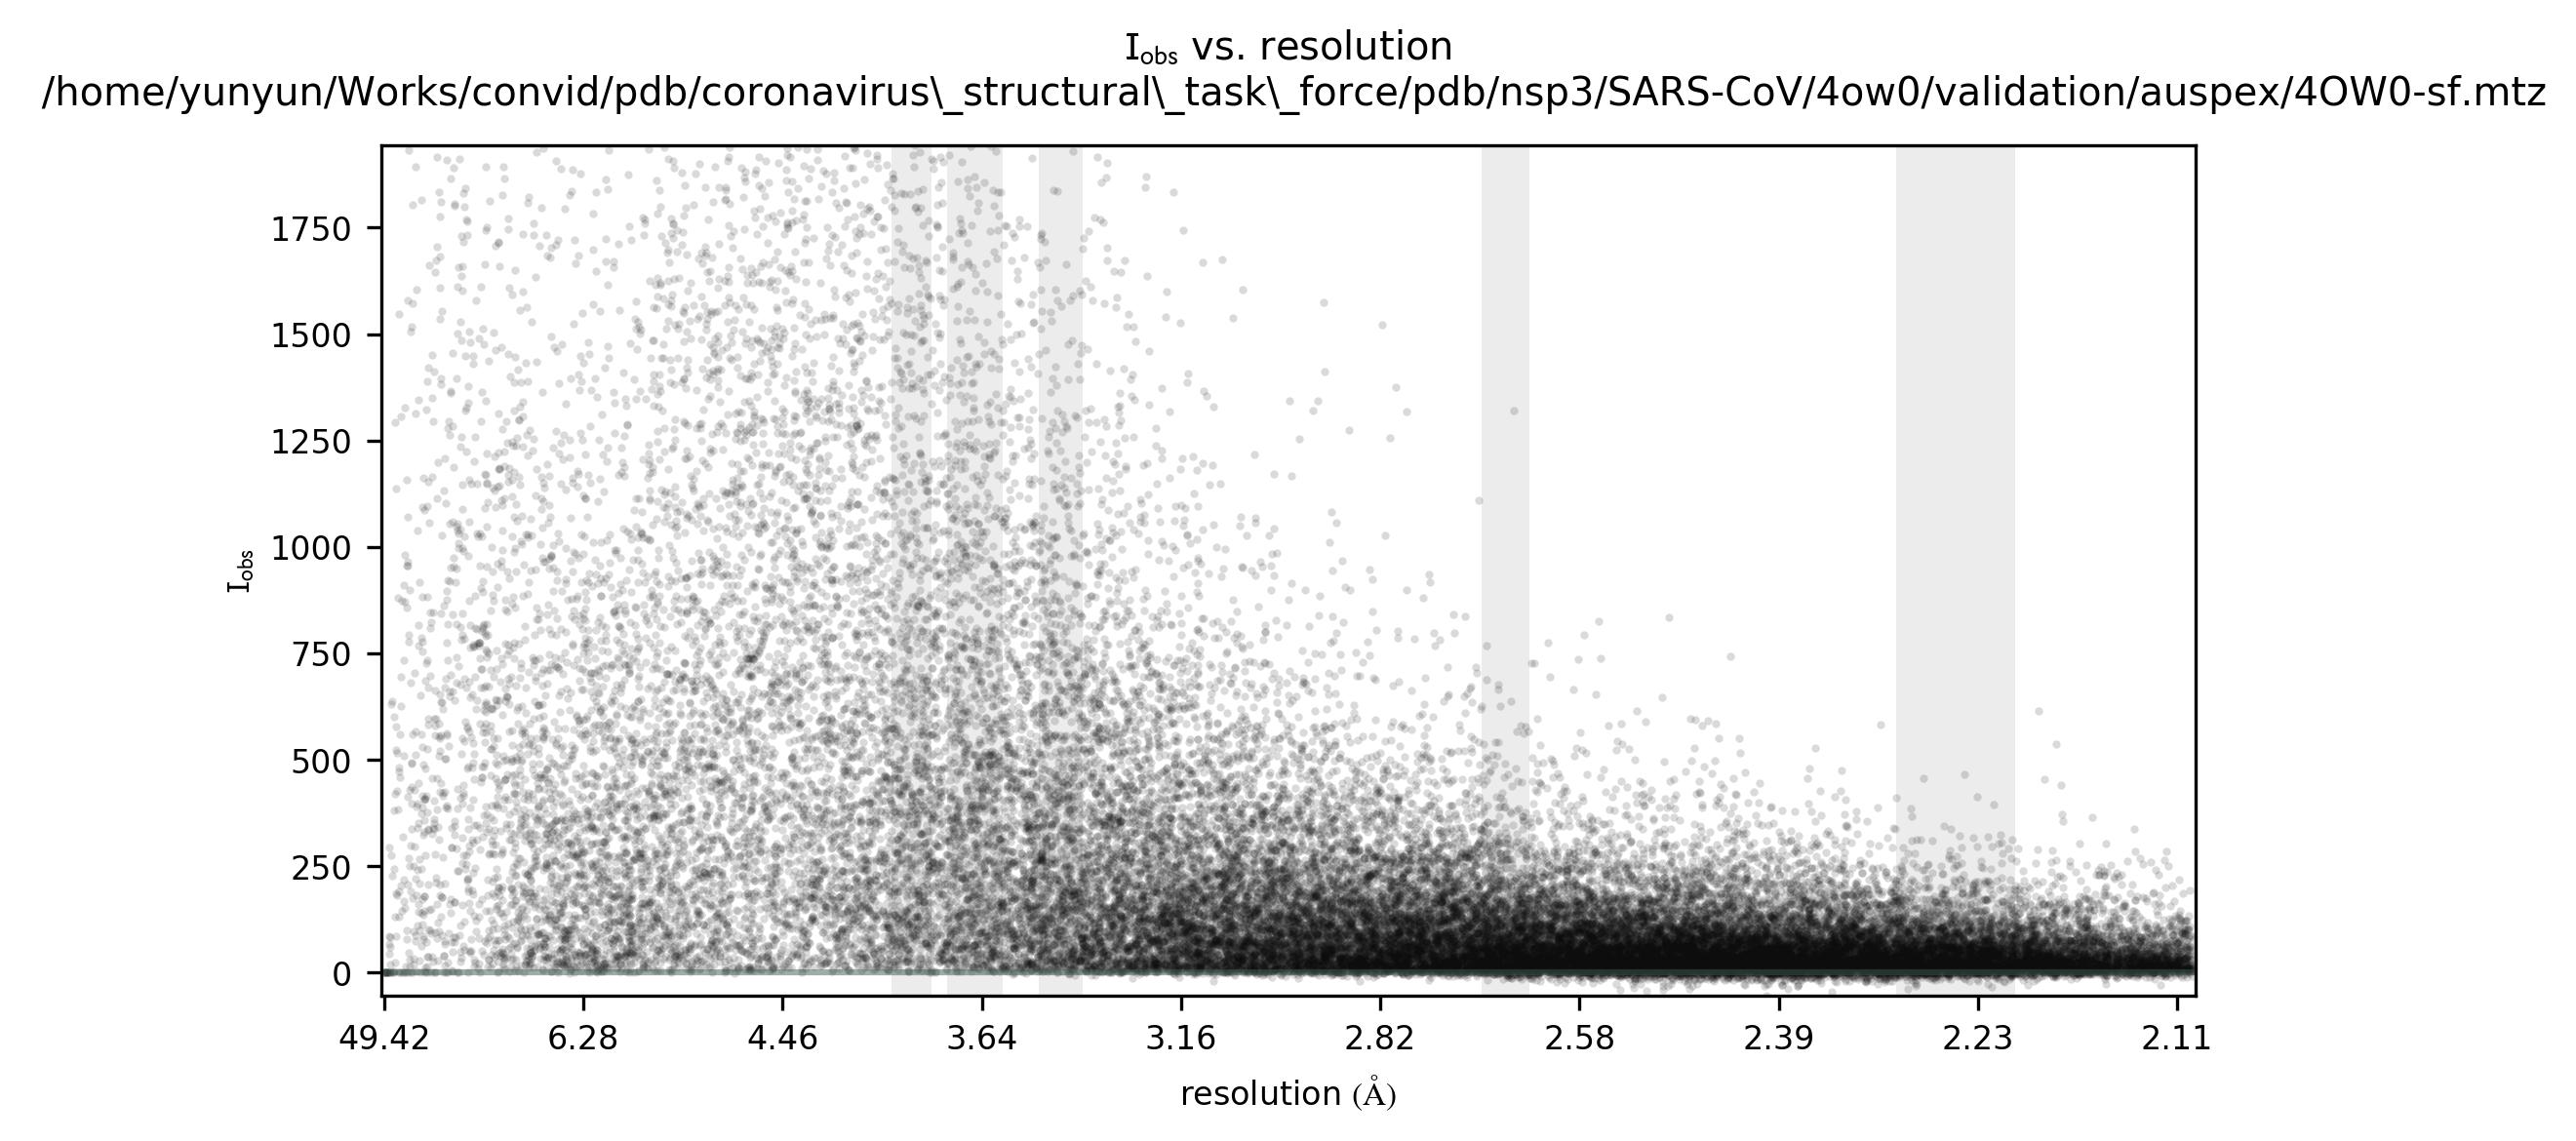 Iobs vs. resolution
/home/yunyun/Works/convid/pdb/coronavirus\_structural\_task\_force/pdb/nsp3/SARS-CoV/4ow0/validation/auspex/4OW0-sf.mtz
1750
1500
1250
1000
750
500
250
0
Iobs
49.42 6.28 4.46 3.64 3.16 2.82 2.58 2.39 2.23 2.11
resolution (Å)